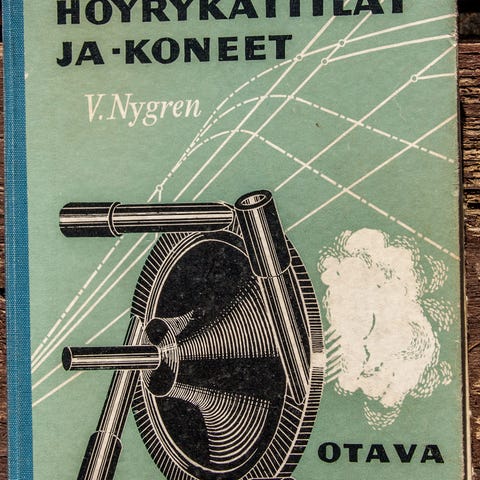 HÖYRYKATTILAT
JA-KONEET
V.Nygren
OTAVA